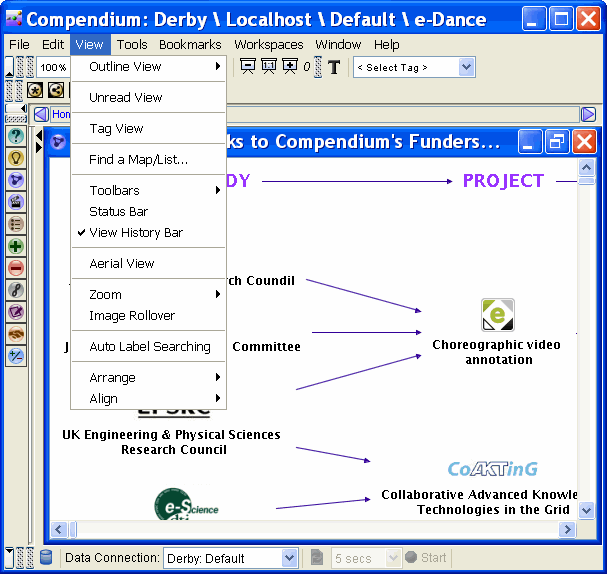 Compendium: Derby \ Localhost \ Default \ e-Dance
File Edit View Tools Bookmarks Workspaces Window Help
100% 1:1 0 T < Select Tag >
Outline View
Unread View
Tag View
Find a Map/List...
Toolbars
Status Bar
View History Bar
Aerial View
Zoom
Image Rollover
Auto Label Searching
Arrange
Align
Hom
ks to Compendium's Funders...
DY PROJECT
rch Coundil
J Committee
e
Choreographic video
annotation
EPSRC
UK Engineering & Physical Sciences
Research Council
CoAKTinG
Collaborative Advanced Knowle
Technologies in the Grid
e-Science
Data Connection: Derby: Default 5 secs Start